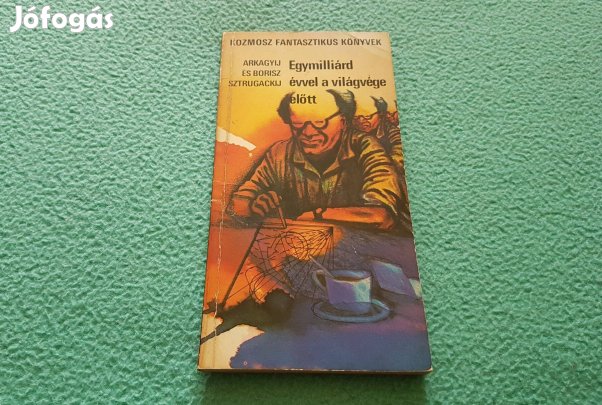 Jófogás
KOZMOSZ FANTASZTIKUS KÖNYVEK
ARKAGYIJ
ÉS BORISZ
SZTRUGACKIJ
Egymilliárd
évvel a világvége
előtt